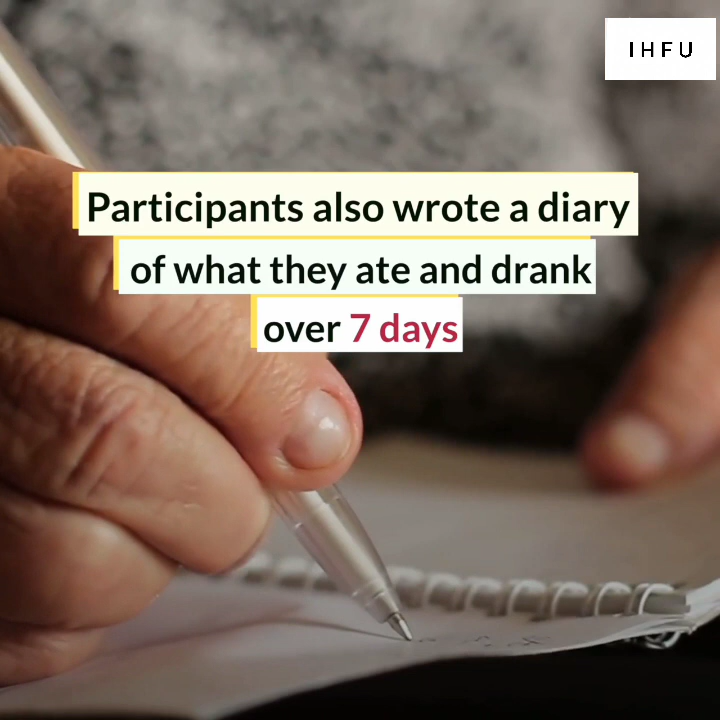 IHFU
Participants also wrote a diary
of what they ate and drank
over 7 days